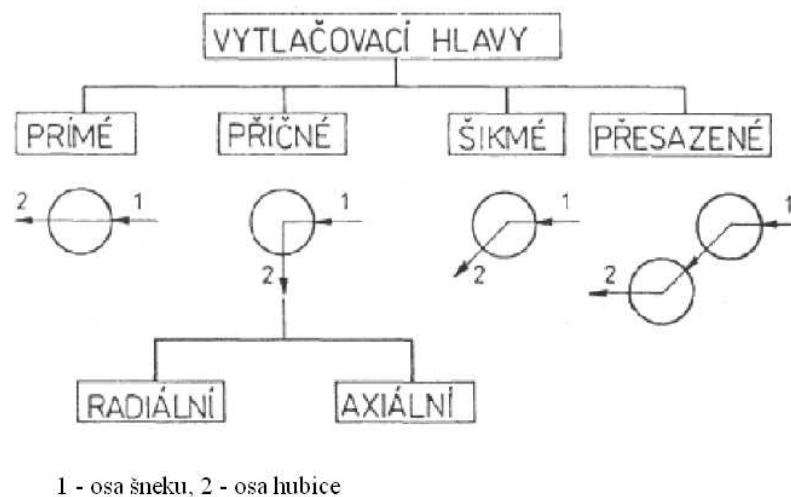 VYTLAČOVACÍ HLAVY
PRÍMÉ PŘÍČNÉ ŠIKMÉ PŘESAZENÉ
2 1 1 1 1
2 2 2
RADIÁLNÍ AXIÁLNÍ
1 - osa šneku, 2 - osa hubice